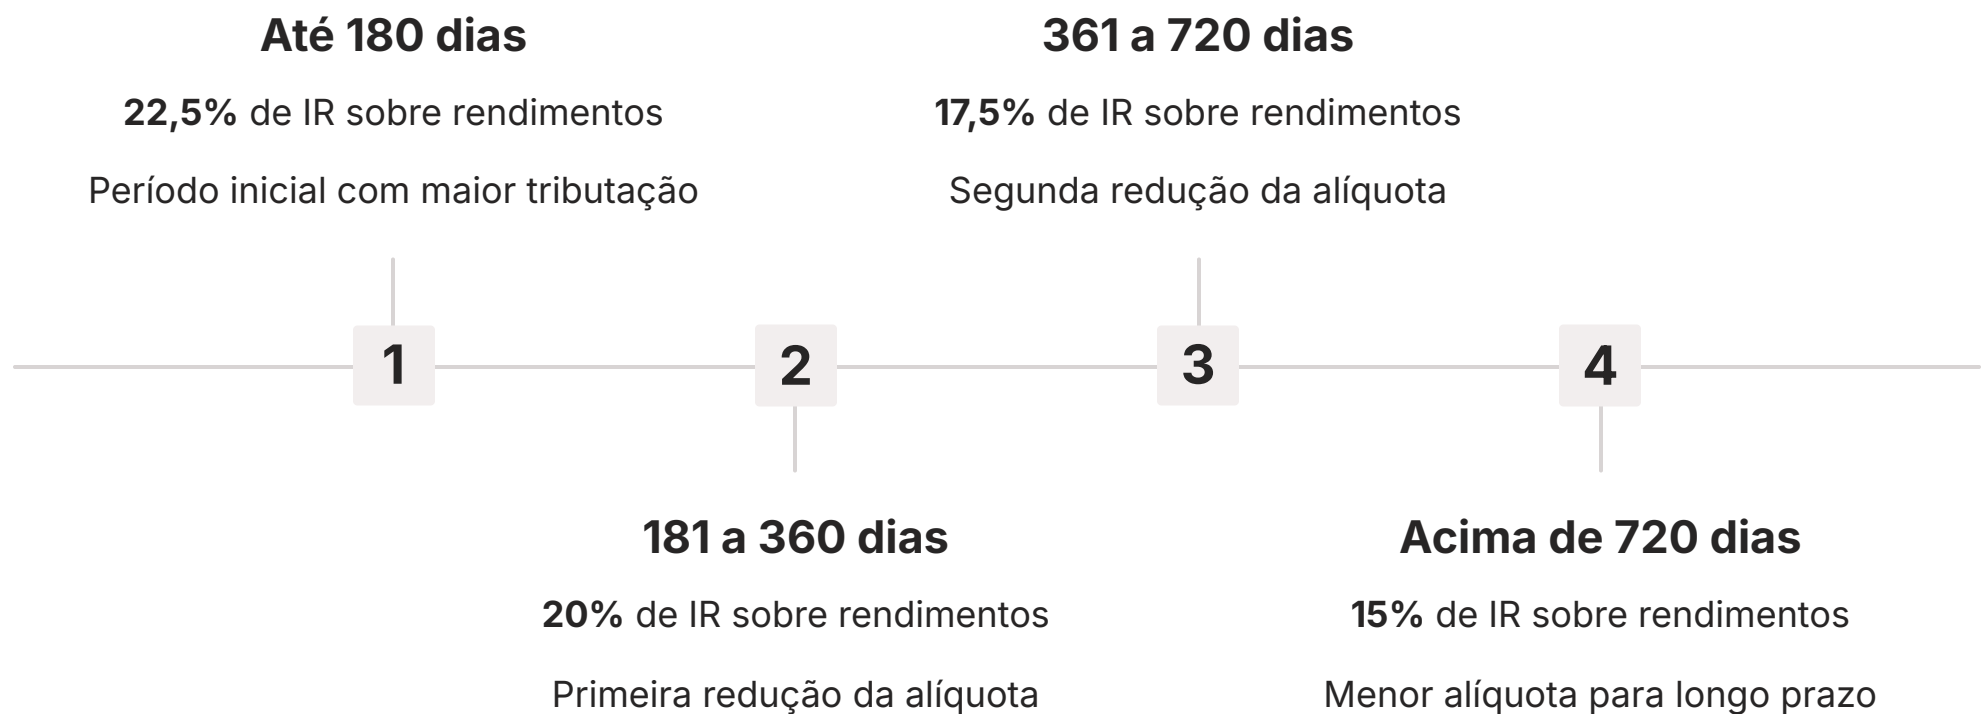 Até 180 dias
22,5% de IR sobre rendimentos
Período inicial com maior tributação
361 a 720 dias
17,5% de IR sobre rendimentos
Segunda redução da alíquota
1
2
3
4
181 a 360 dias
20% de IR sobre rendimentos
Primeira redução da alíquota
Acima de 720 dias
15% de IR sobre rendimentos
Menor alíquota para longo prazo